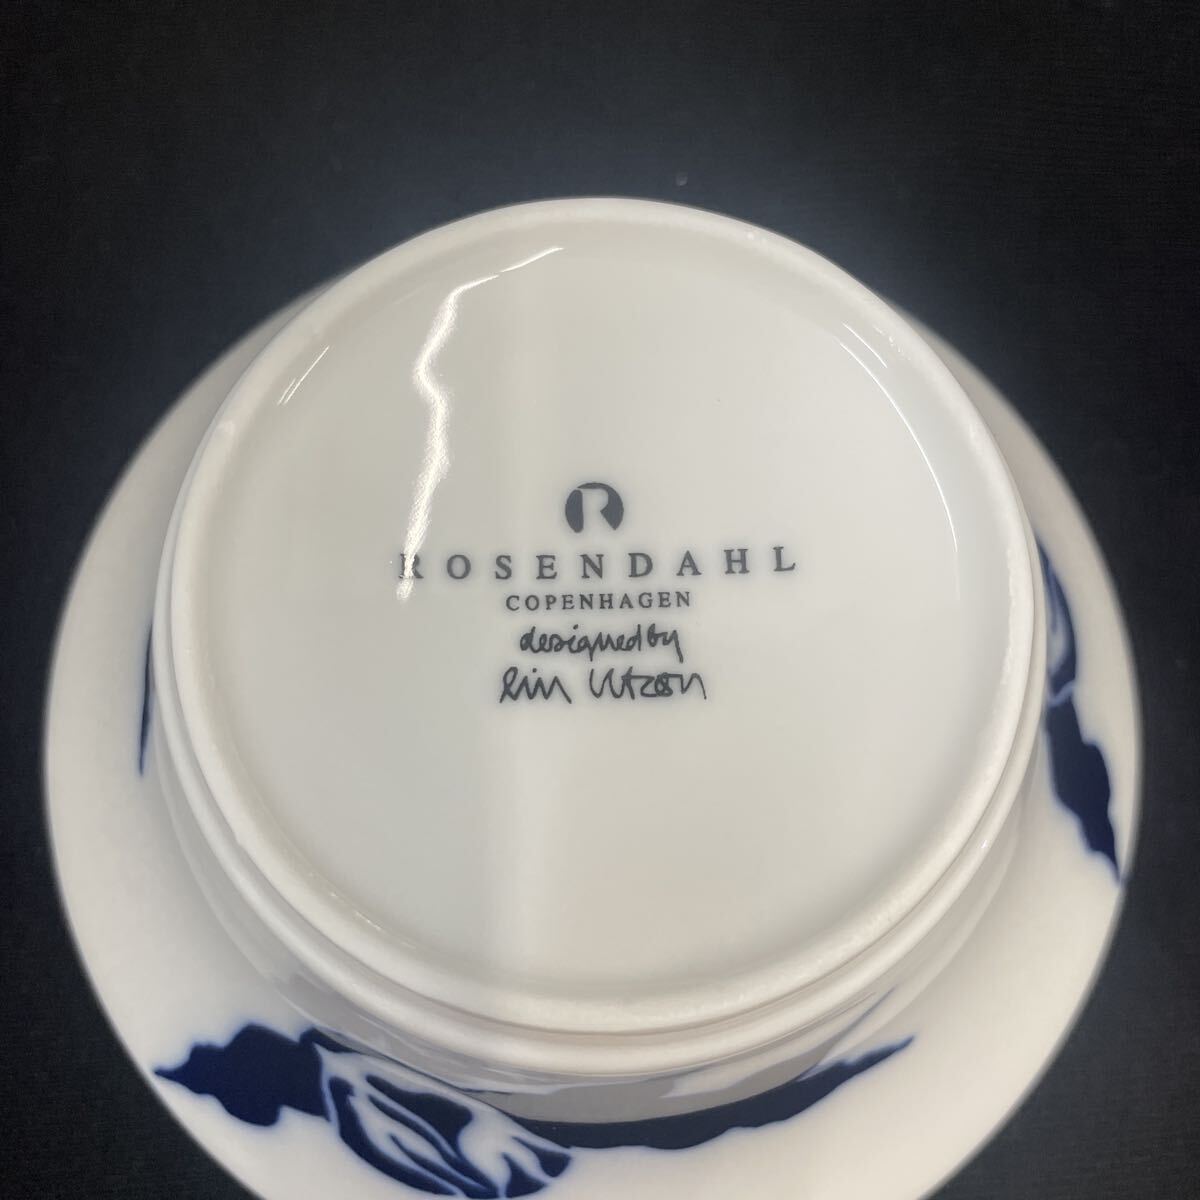 R
ROSENDAHL
COPENHAGEN
designed by
Lin Utzon